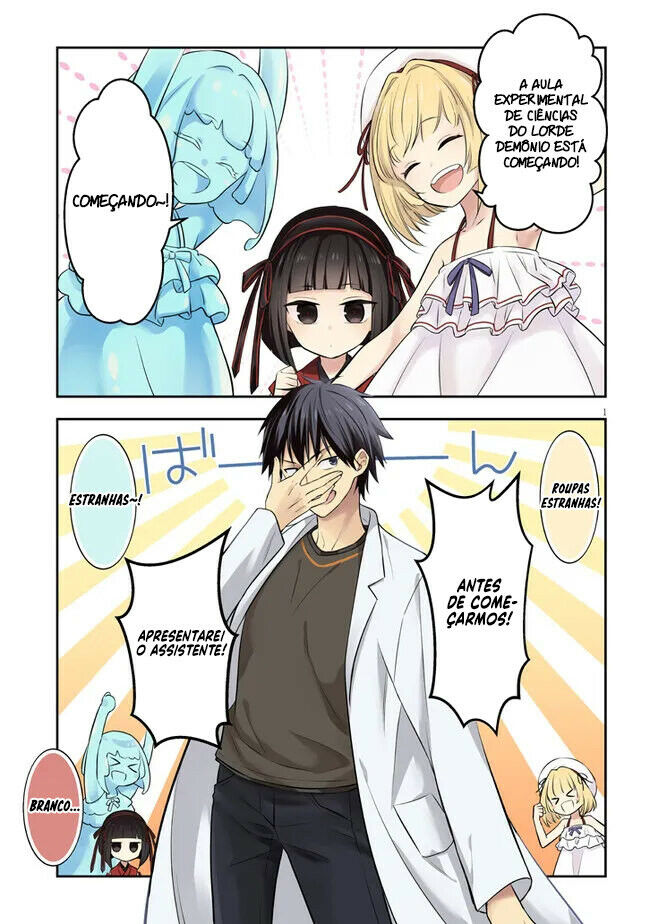 A AULA
EXPERIMENTAL
DE CIÊNCIAS
DO LORDE
DEMÔNIO ESTÁ
COMEÇANDO!
COMEÇANDO~!
1
ROUPAS
ESTRANHAS!
ばーーん
ESTRANHAS~!
ANTES
DE COME-
ÇARMOS!
APRESENTAREI
O ASSISTENTE!
BRANCO...